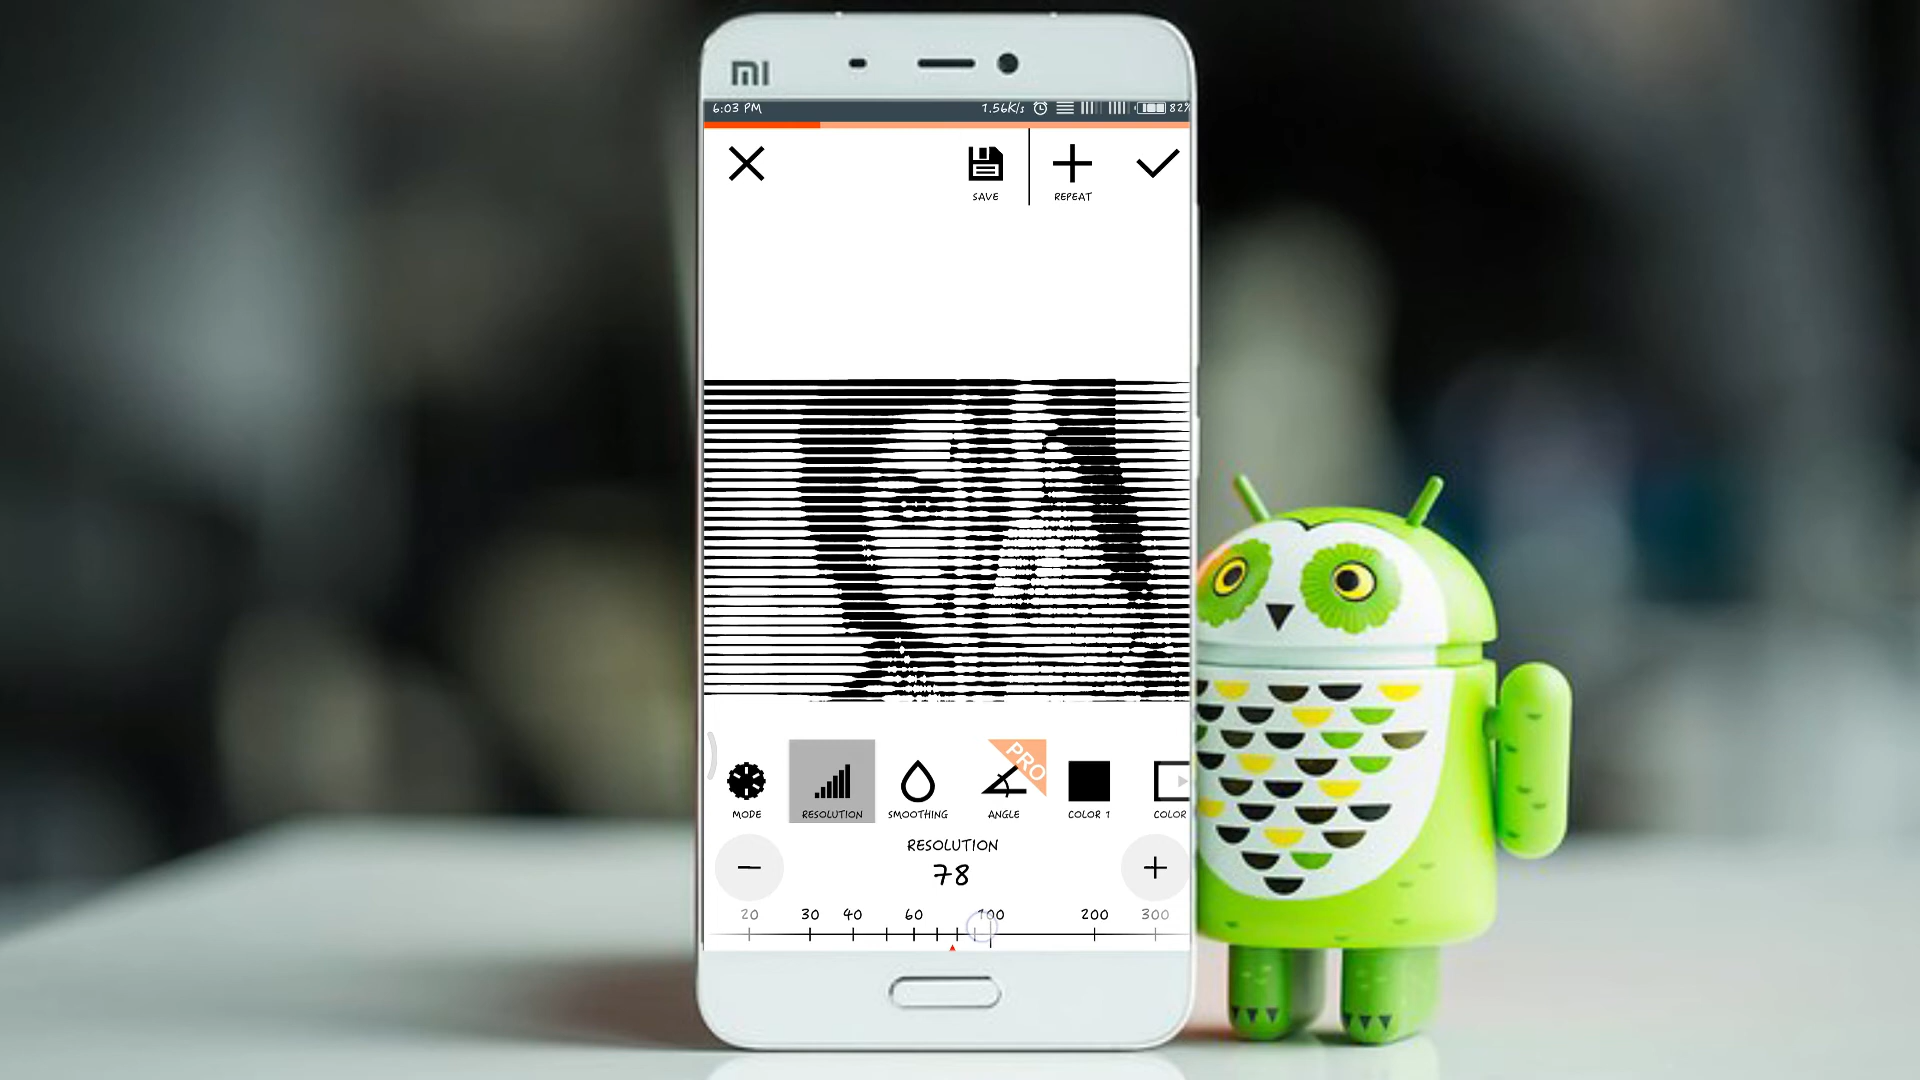 MI
6:03 PM 1.56K/s 82%
SAVE REPEAT
PRO
MODE RESOLUTION SMOOTHING ANGLE COLOR 1 COLOR
RESOLUTION
78
20 30 40 60 100 200 300